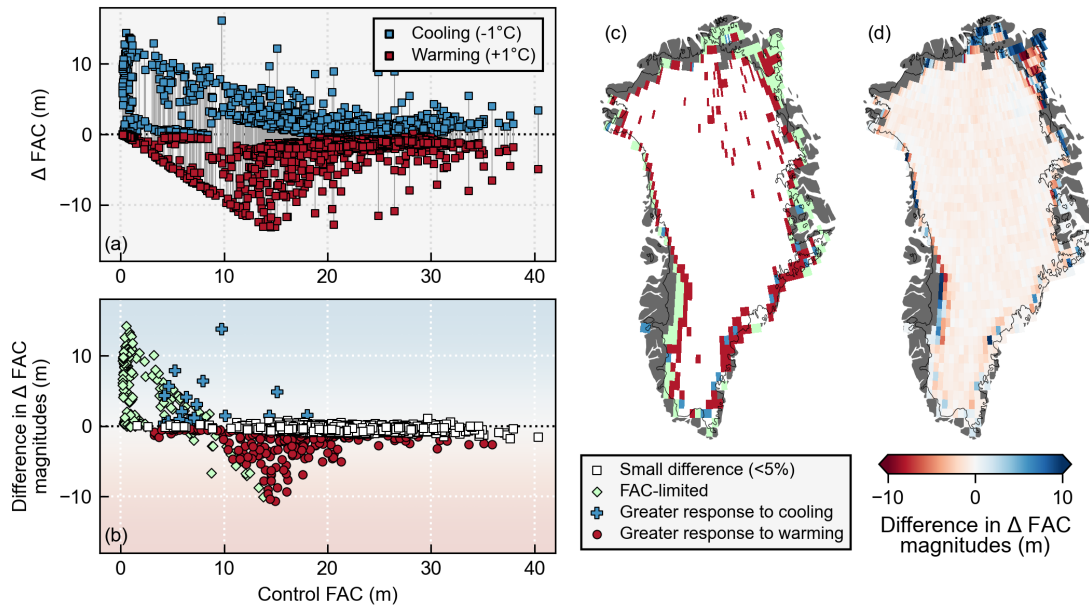 Cooling (-1°C)
Warming (+1°C)
Δ FAC (m)
10
0
−10
(a)
0
10
20
30
40
Difference in Δ FAC
magnitudes (m)
10
0
−10
(b)
0
10
20
30
40
Control FAC (m)
(c)
(d)
Small difference (<5%)
FAC-limited
Greater response to cooling
Greater response to warming
−10
0
10
Difference in Δ FAC
magnitudes (m)